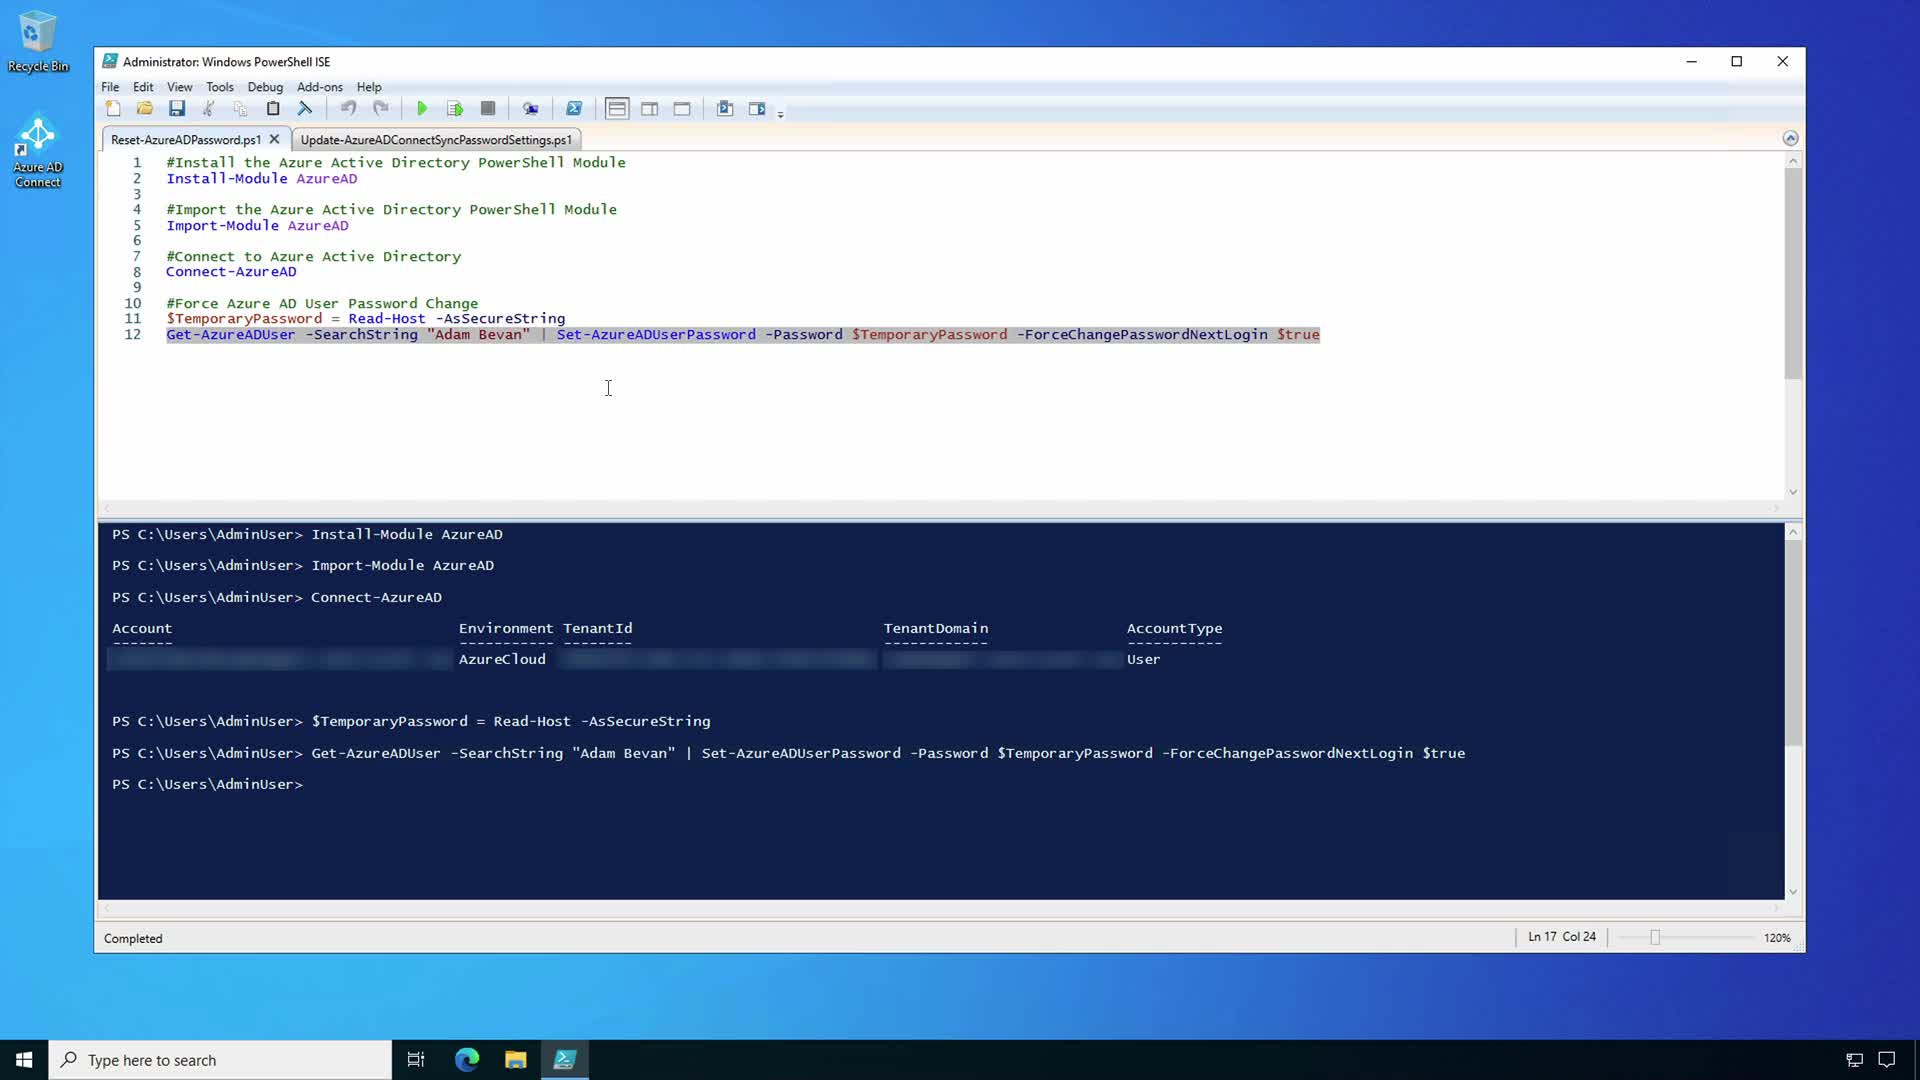 Recycle Bin
Azure AD
Connect
Administrator: Windows PowerShell ISE
File Edit View Tools Debug Add-ons Help
Reset-AzureADPassword.ps1 Update-AzureADConnectSyncPasswordSettings.ps1
1 #Install the Azure Active Directory PowerShell Module
2 Install-Module AzureAD
3
4 #Import the Azure Active Directory PowerShell Module
5 Import-Module AzureAD
6
7 #Connect to Azure Active Directory
8 Connect-AzureAD
9
10 #Force Azure AD User Password Change
11 $TemporaryPassword = Read-Host -AsSecureString
12 Get-AzureADUser -SearchString "Adam Bevan" | Set-AzureADUserPassword -Password $TemporaryPassword -ForceChangePasswordNextLogin $true
PS C:\Users\AdminUser> Install-Module AzureAD
PS C:\Users\AdminUser> Import-Module AzureAD
PS C:\Users\AdminUser> Connect-AzureAD
Account Environment TenantId TenantDomain AccountType
------- ----------- -------- ------------ -----------
AzureCloud User
PS C:\Users\AdminUser> $TemporaryPassword = Read-Host -AsSecureString
PS C:\Users\AdminUser> Get-AzureADUser -SearchString "Adam Bevan" | Set-AzureADUserPassword -Password $TemporaryPassword -ForceChangePasswordNextLogin $true
PS C:\Users\AdminUser>
Completed
Ln 17 Col 24
120%
Type here to search